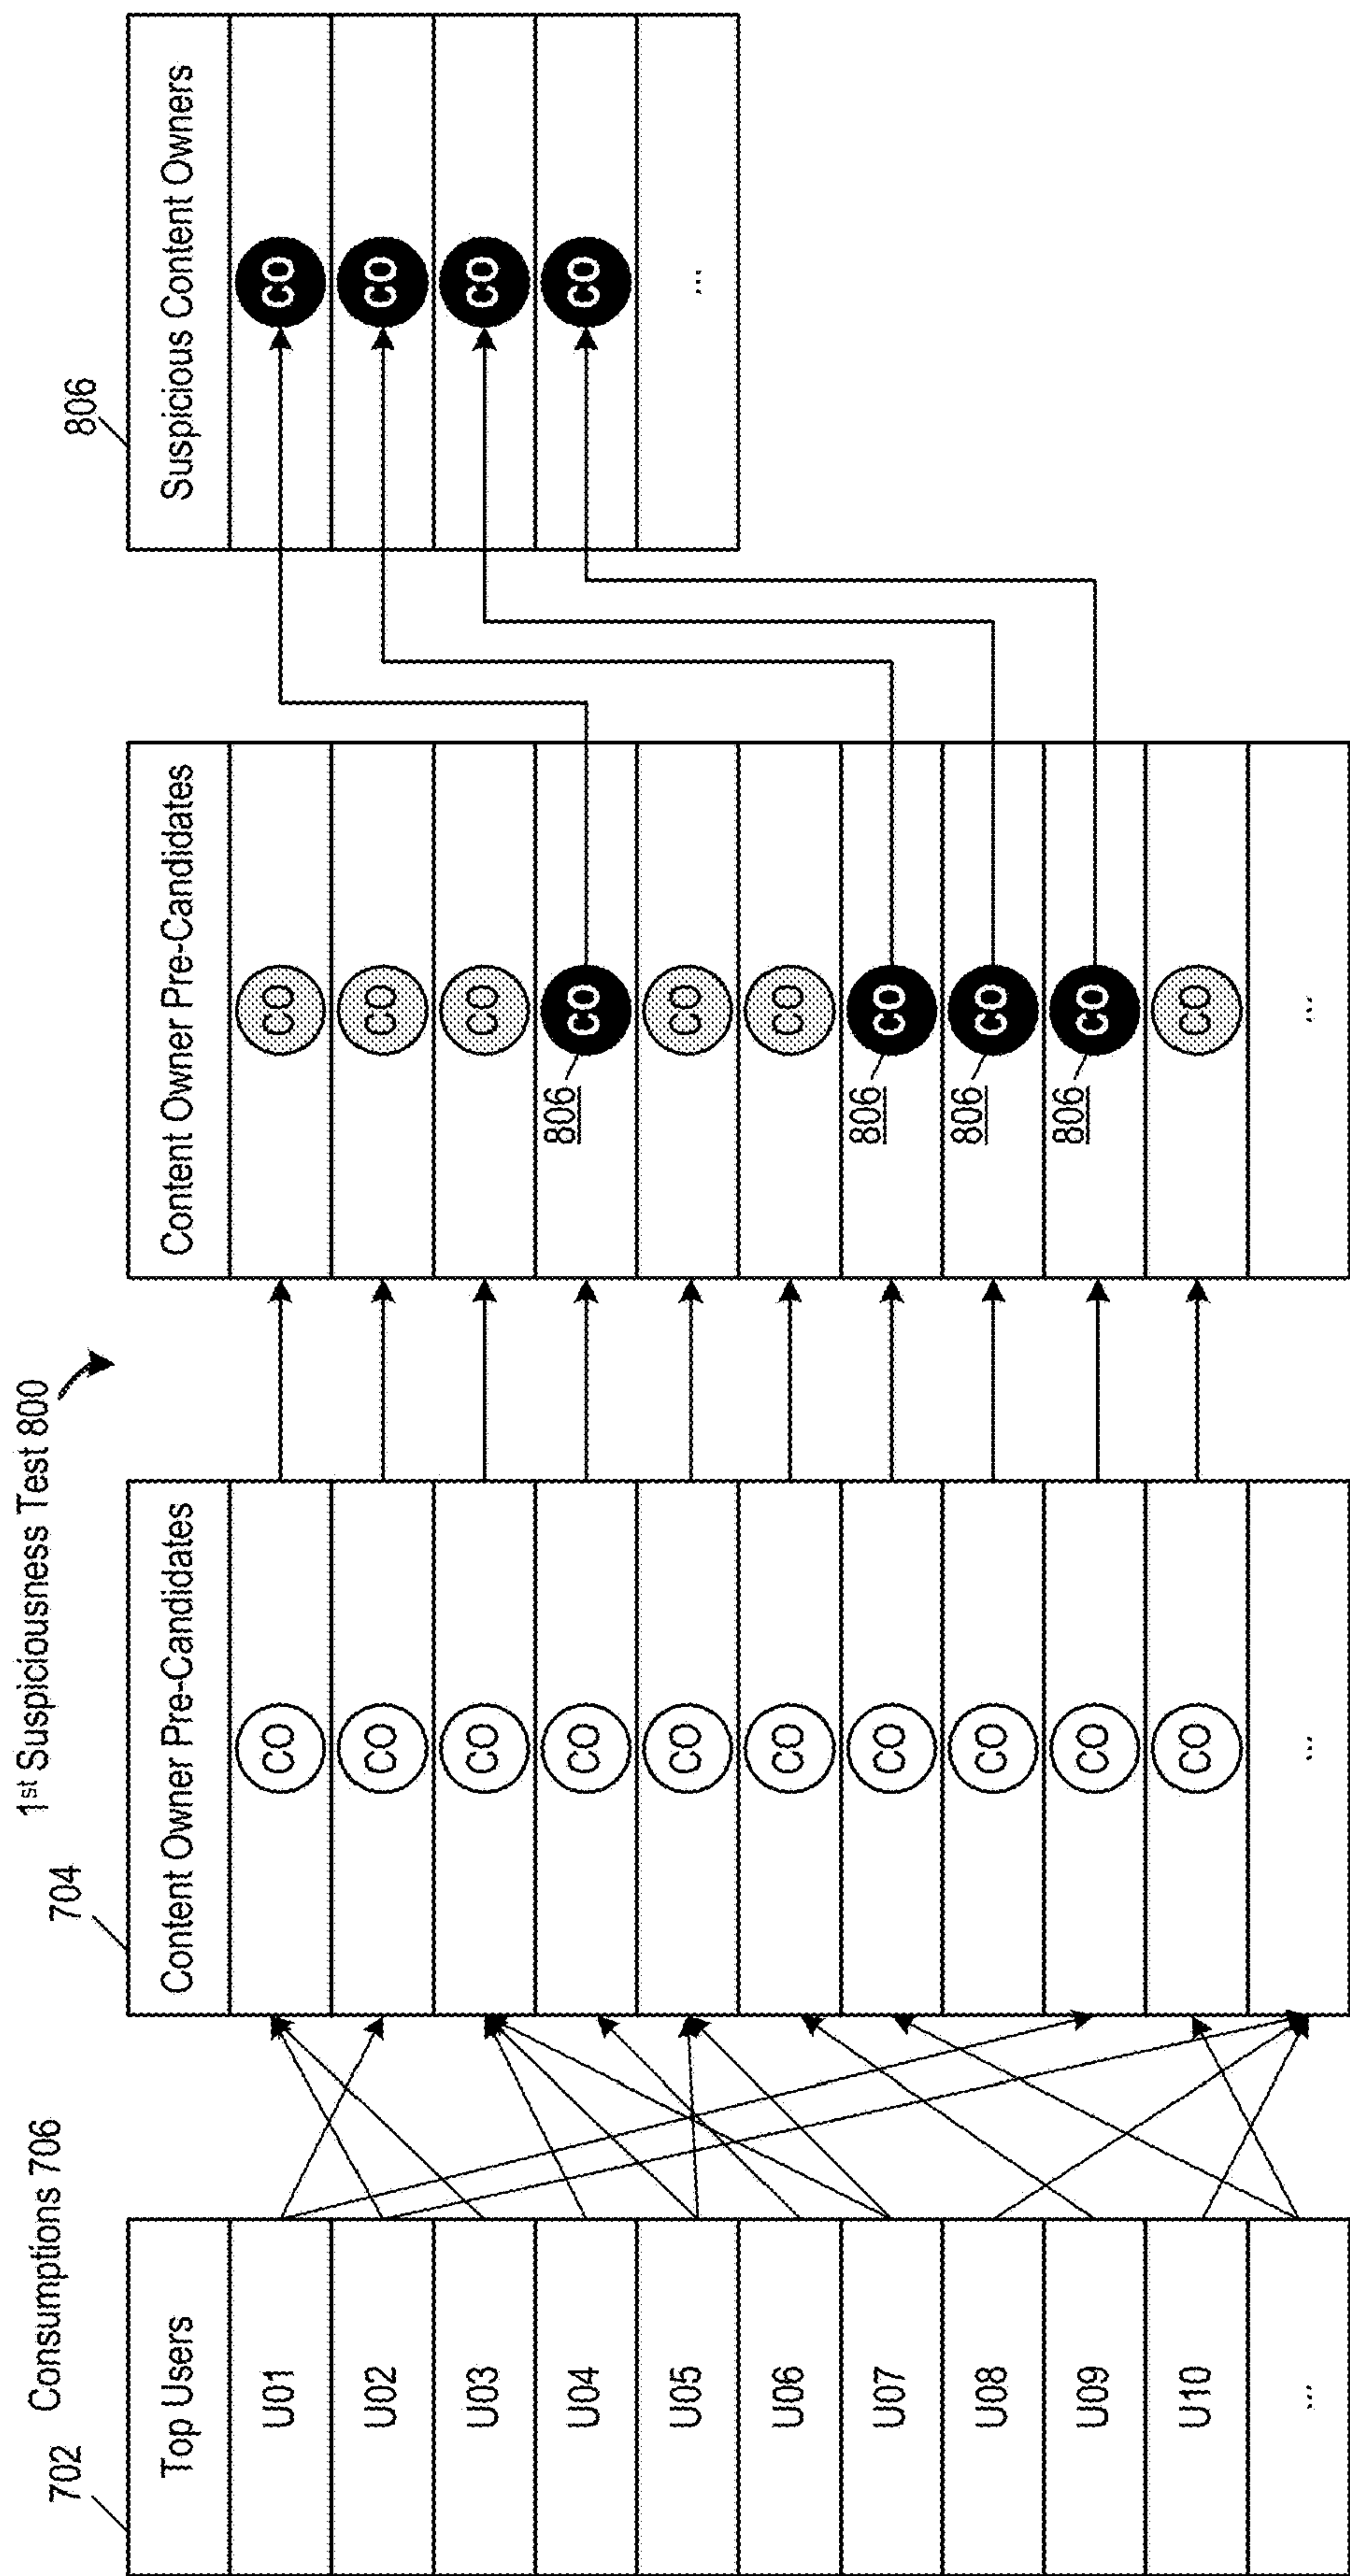 1st Suspiciousness Test 800
702
Consumptions 706
704
806
Top Users
U01
U02
U03
U04
U05
U06
U07
U08
U09
U10
...
Content Owner Pre-Candidates
CO
CO
CO
CO
CO
CO
CO
CO
CO
CO
...
Content Owner Pre-Candidates
CO
CO
CO
806 CO
CO
CO
806 CO
806 CO
806 CO
CO
...
Suspicious Content Owners
CO
CO
CO
CO
...